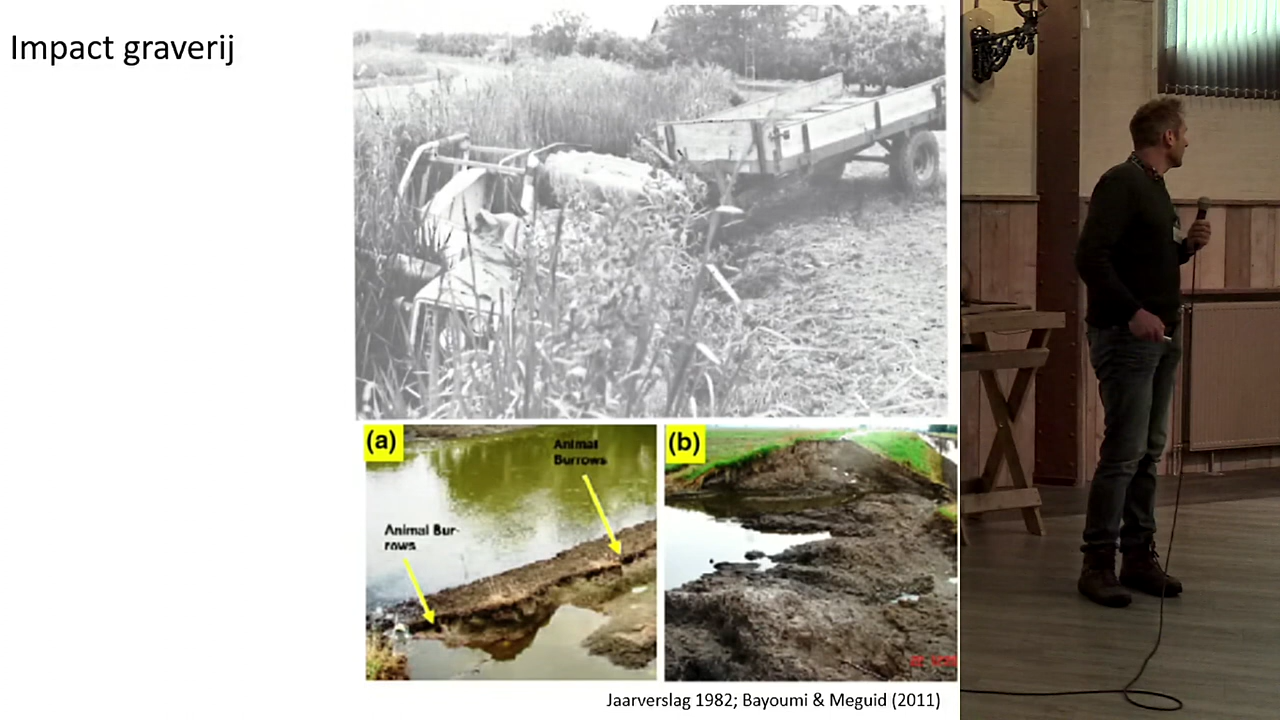 Impact graverij
(a)
Animal
Burrows
Animal Bur-
rows
(b)
Jaarverslag 1982; Bayoumi & Meguid (2011)